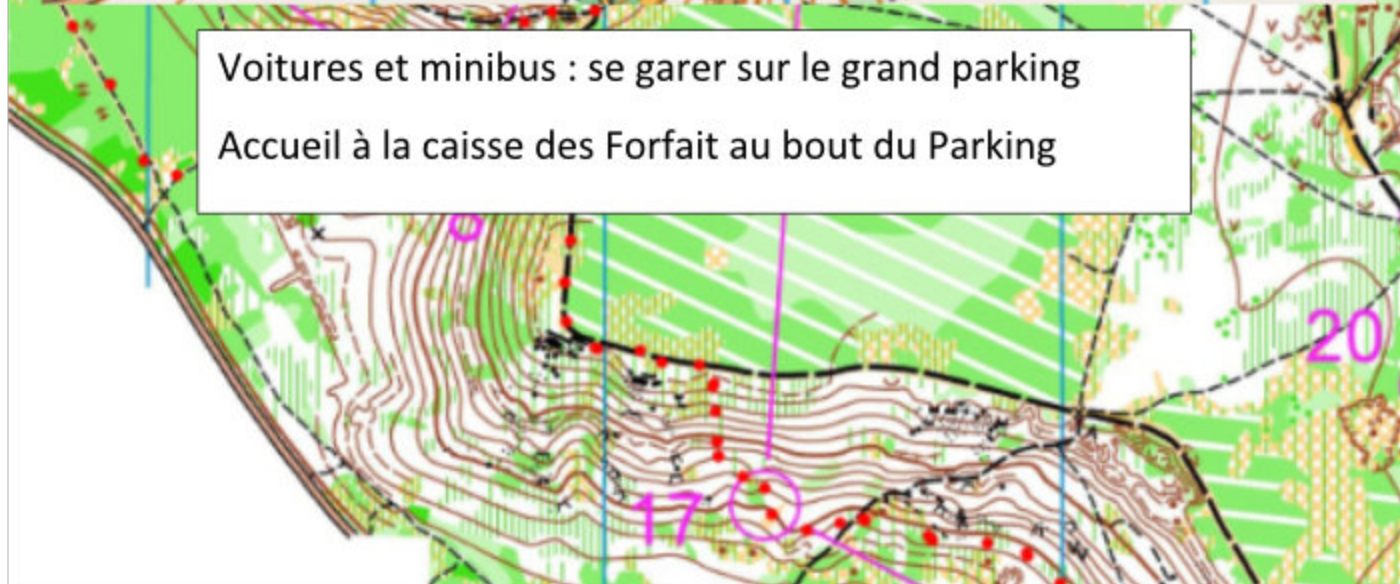 Voitures et minibus : se garer sur le grand parking
Accueil à la caisse des Forfait au bout du Parking
20
17